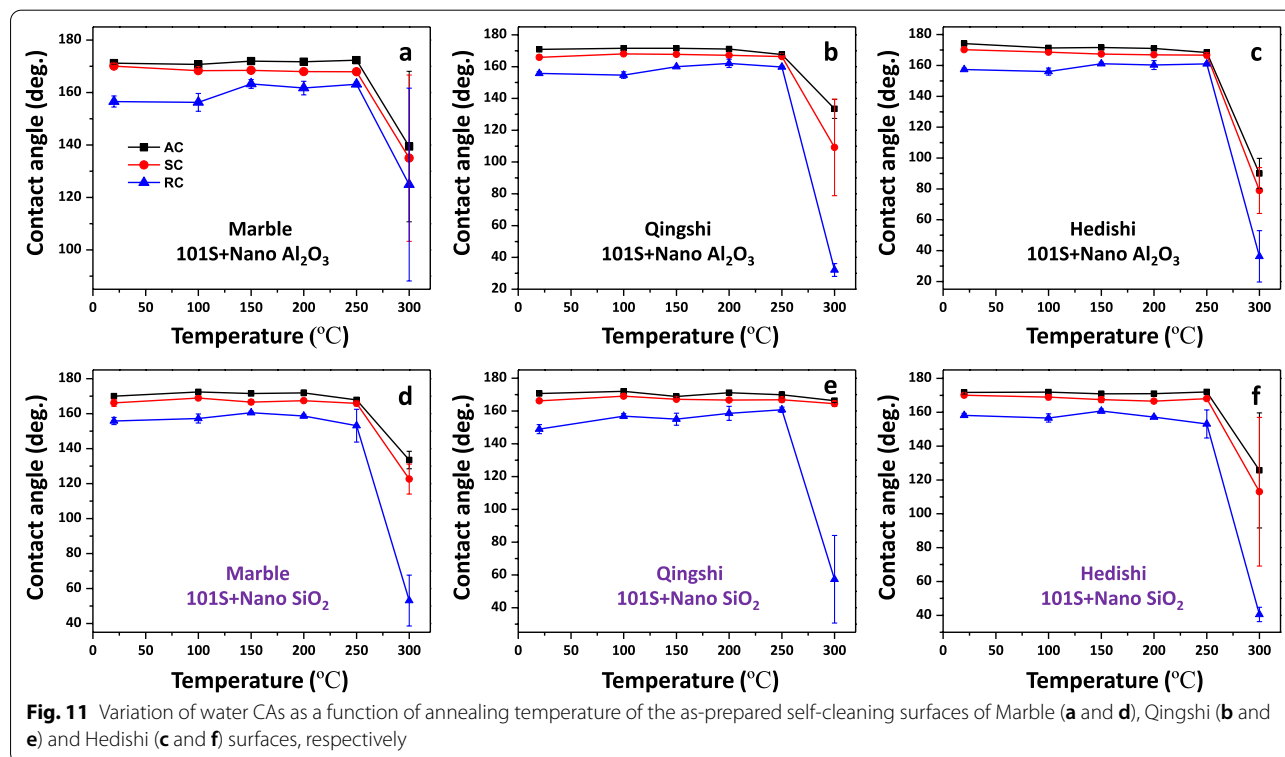 a
Contact angle (deg.)
180
160
140
120
100
AC
SC
RC
Marble
101S+Nano Al₂O₃
0 50 100 150 200 250 300
Temperature (°C)
b
Contact angle (deg.)
180
160
140
120
100
80
60
40
20
Qingshi
101S+Nano Al₂O₃
0 50 100 150 200 250 300
Temperature (°C)
c
Contact angle (deg.)
180
160
140
120
100
80
60
40
20
Hedishi
101S+Nano Al₂O₃
0 50 100 150 200 250 300
Temperature (°C)
d
Contact angle (deg.)
180
160
140
120
100
80
60
40
Marble
101S+Nano SiO₂
0 50 100 150 200 250 300
Temperature (°C)
e
Contact angle (deg.)
180
160
140
120
100
80
60
40
Qingshi
101S+Nano SiO₂
0 50 100 150 200 250 300
Temperature (°C)
f
Contact angle (deg.)
180
160
140
120
100
80
60
40
Hedishi
101S+Nano SiO₂
0 50 100 150 200 250 300
Temperature (°C)
Fig. 11 Variation of water CAs as a function of annealing temperature of the as-prepared self-cleaning surfaces of Marble (a and d), Qingshi (b and
e) and Hedishi (c and f) surfaces, respectively